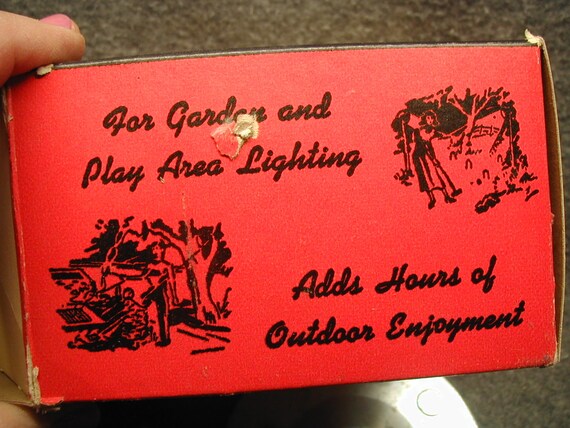 For Garden and
Play Area Lighting
Adds Hours of
Outdoor Enjoyment